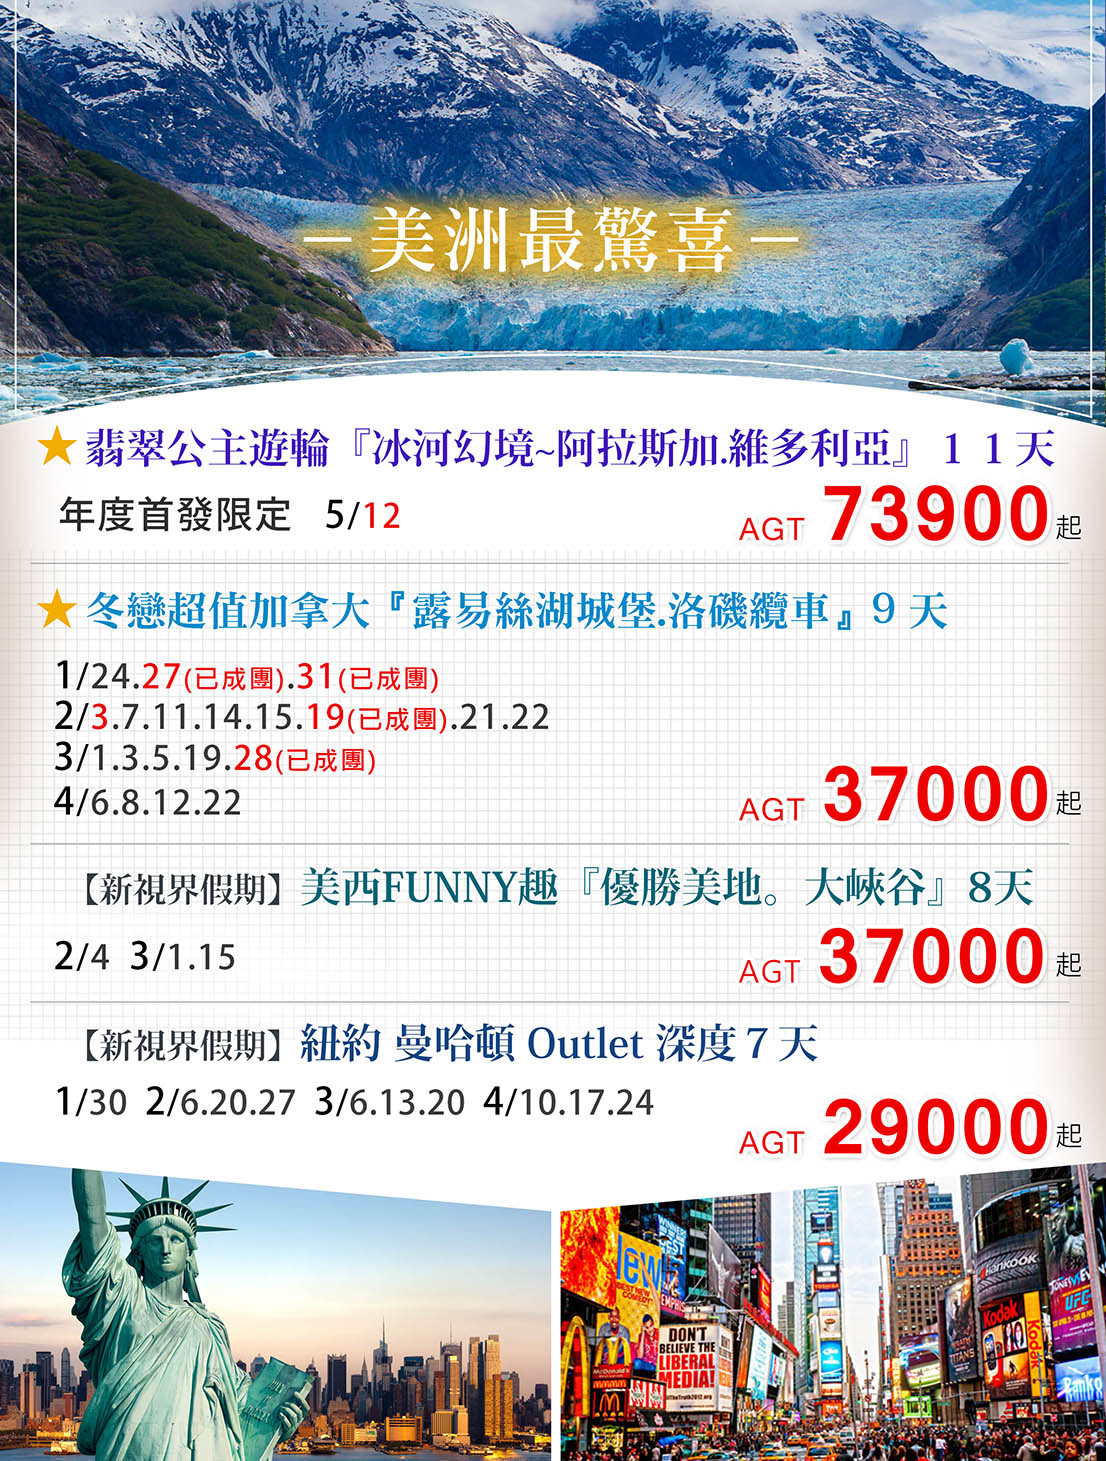 －美洲最驚喜－
★翡翠公主遊輪『冰河幻境~阿拉斯加.維多利亞』１１天
年度首發限定 5/12
AGT 73900起
★冬戀超值加拿大『露易絲湖城堡.洛磯纜車』9 天
1/24.27(已成團).31(已成團)
2/3.7.11.14.15.19(已成團).21.22
3/1.3.5.19.28(已成團)
4/6.8.12.22
AGT 37000起
【新視界假期】美西FUNNY趣『優勝美地。大峽谷』8天
2/4 3/1.15
AGT 37000起
【新視界假期】紐約 曼哈頓 Outlet 深度７天
1/30 2/6.20.27 3/6.13.20 4/10.17.24
AGT 29000起
DON'T
BELIEVE THE
LIBERAL
MEDIA!
McDonald's
HANKOOK
Kodak
Kodak
UFC
TOSHIBA